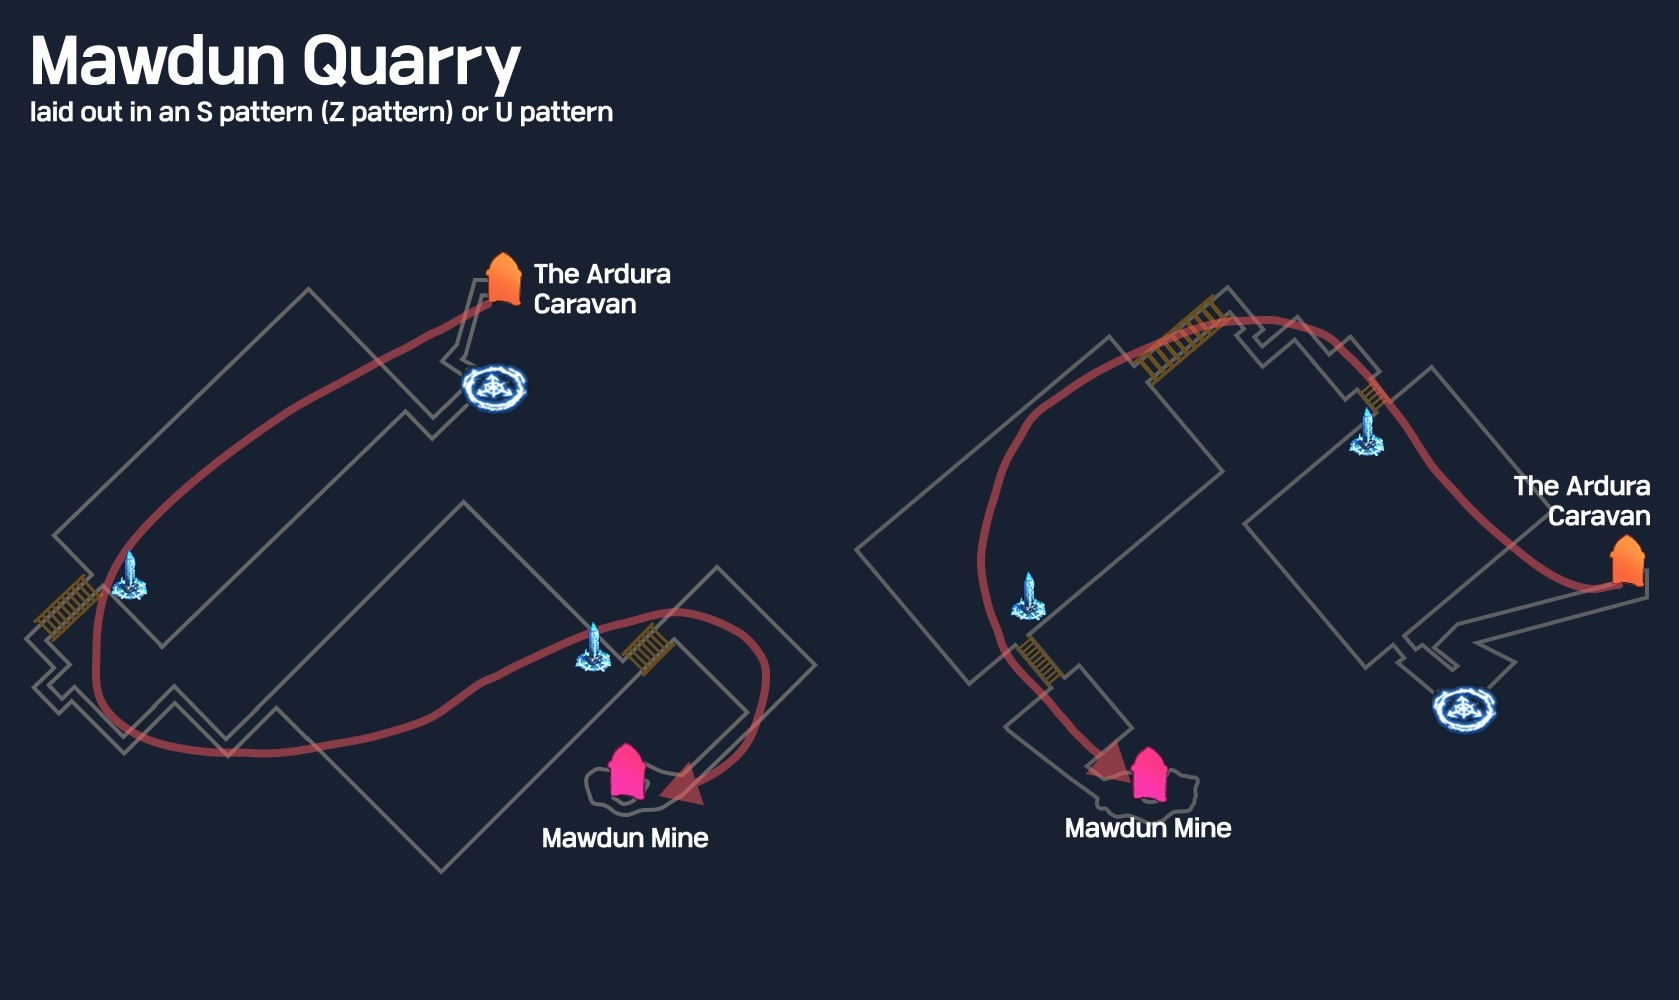 Mawdun Quarry
laid out in an S pattern (Z pattern) or U pattern
The Ardura
Caravan
Mawdun Mine
The Ardura
Caravan
Mawdun Mine